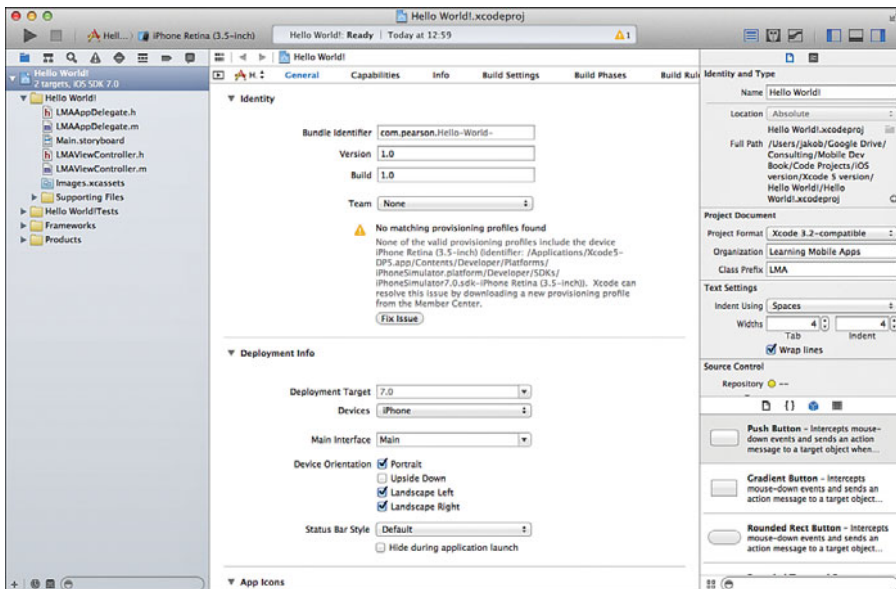 Hello World!.xcodeproj
Hell...
iPhone Retina (3.5-inch)
Hello World!: Ready | Today at 12:59
1
Hello World!
2 targets, iOS SDK 7.0
Hello World!
LMAAppDelegate.h
LMAAppDelegate.m
Main.storyboard
LMAViewController.h
LMAViewController.m
Images.xcassets
Supporting Files
Hello World!Tests
Frameworks
Products
Hello World!
H.
General
Capabilities
Info
Build Settings
Build Phases
Build Rul
Identity
Bundle Identifier
com.pearson.Hello-World-
Version
1.0
Build
1.0
Team
None
No matching provisioning profiles found
None of the valid provisioning profiles include the device
iPhone Retina (3.5-inch) (identifier: /Applications/Xcode5-
DP5.app/Contents/Developer/Platforms/
iPhoneSimulator.platform/Developer/SDKs/
iPhoneSimulator7.0.sdk-iPhone Retina (3.5-inch)). Xcode can
resolve this issue by downloading a new provisioning profile
from the Member Center.
Fix Issue
Deployment Info
Deployment Target
7.0
Devices
iPhone
Main Interface
Main
Device Orientation
Portrait
Upside Down
Landscape Left
Landscape Right
Status Bar Style
Default
Hide during application launch
App Icons
Identity and Type
Name
Hello World!
Location
Absolute
Hello World!.xcodeproj
Full Path
/Users/jakob/Google Drive/
Consulting/Mobile Dev
Book/Code Projects/iOS
version/Xcode 5 version/
Hello World!/Hello
World!.xcodeproj
Project Document
Project Format
Xcode 3.2-compatible
Organization
Learning Mobile Apps
Class Prefix
LMA
Text Settings
Indent Using
Spaces
Widths
4
4
Tab
Indent
Wrap lines
Source Control
Repository
--
Push Button - Intercepts mouse-
down events and sends an action
message to a target object when...
Gradient Button - Intercepts
mouse-down events and sends an
action message to a target object...
Rounded Rect Button - Intercepts
mouse-down events and sends an
action message to a target object...